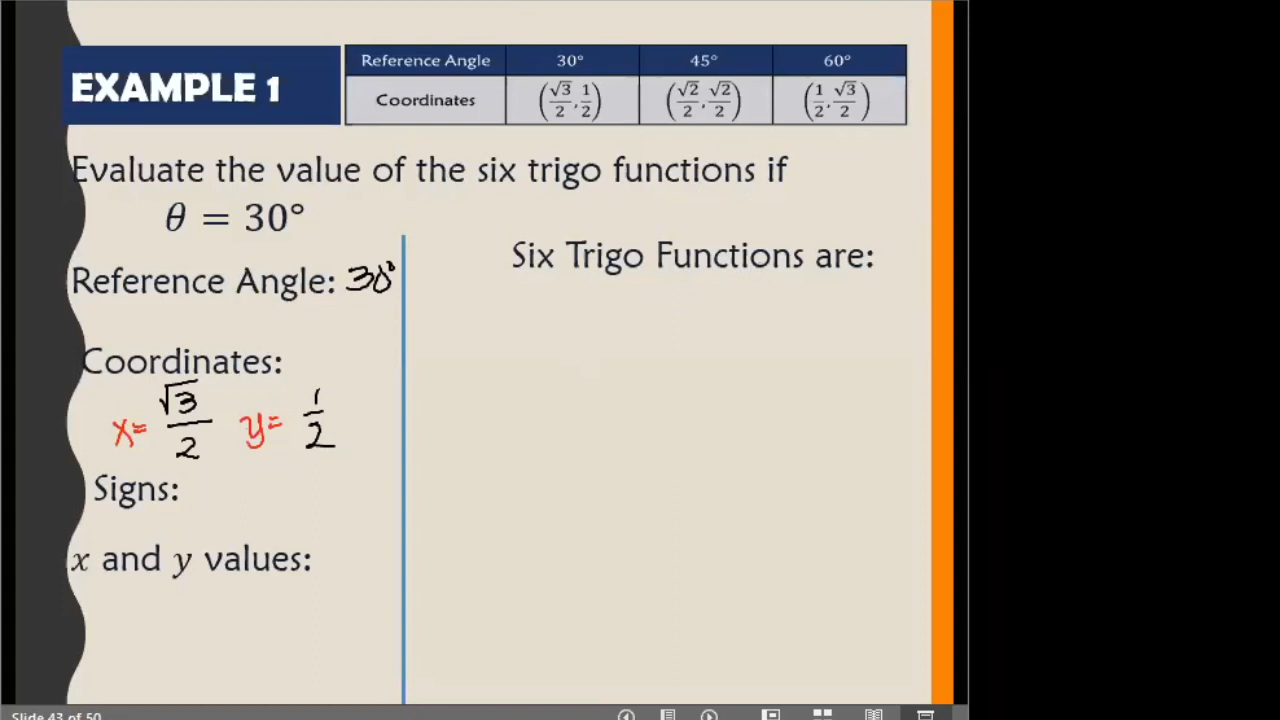 EXAMPLE 1
Reference Angle 30° 45° 60°
Coordinates (√3/2, 1/2) (√2/2, √2/2) (1/2, √3/2)
Evaluate the value of the six trigo functions if
θ = 30°
Reference Angle: 30°
Six Trigo Functions are:
Coordinates:
x= √3/2 y= 1/2
Signs:
x and y values:
Slide 43 of 50